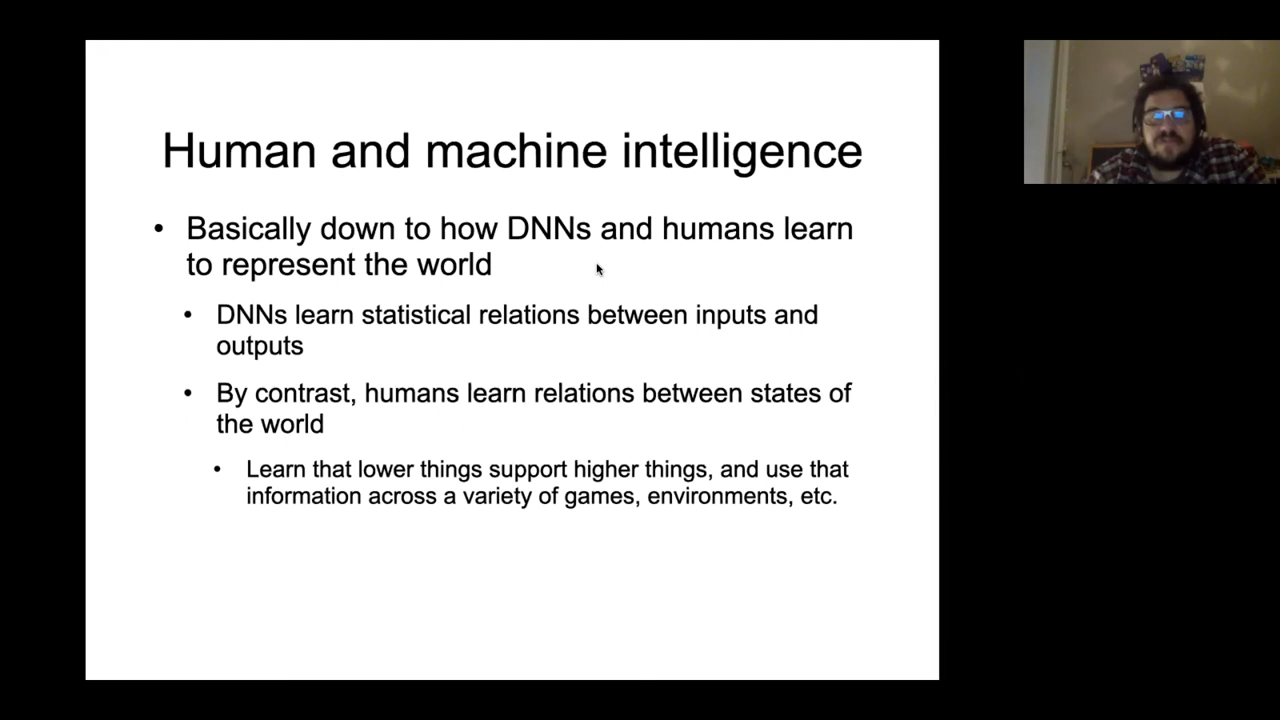 Human and machine intelligence
• Basically down to how DNNs and humans learn
to represent the world
• DNNs learn statistical relations between inputs and
outputs
• By contrast, humans learn relations between states of
the world
• Learn that lower things support higher things, and use that
information across a variety of games, environments, etc.